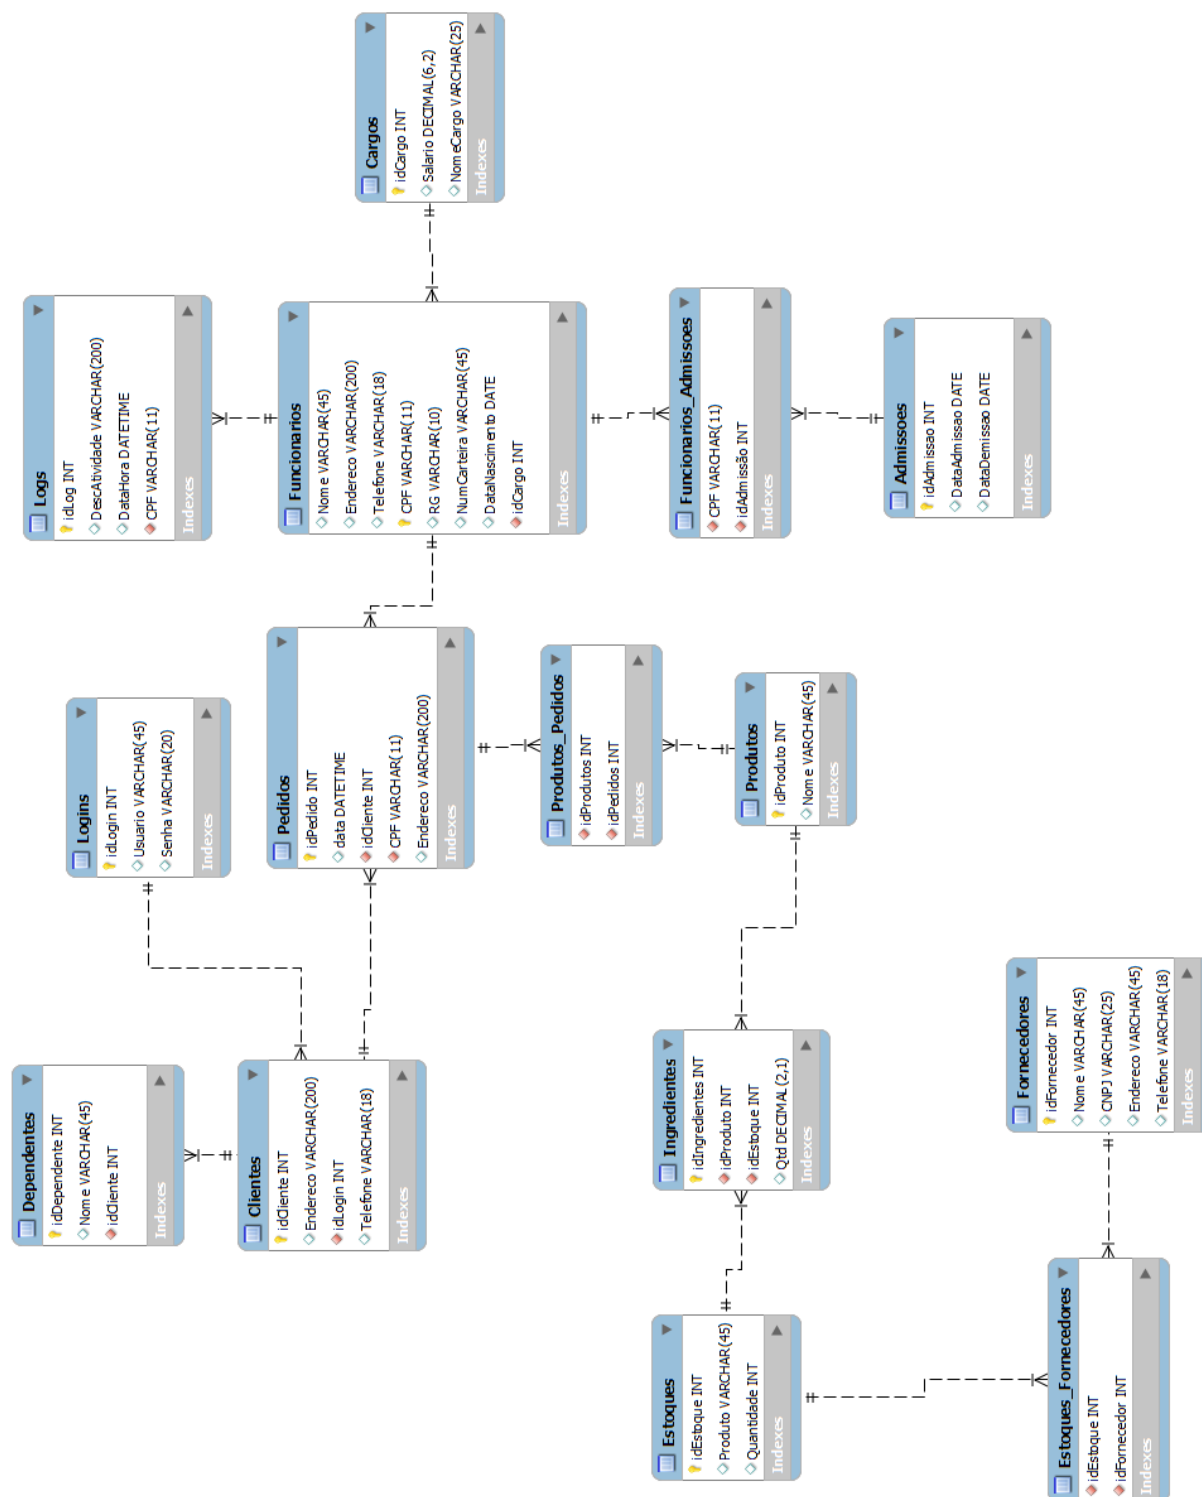 Dependentes
idDependente INT
Nome VARCHAR(45)
idCliente INT
Indexes
Clientes
idCliente INT
Endereco VARCHAR(200)
idLogin INT
Telefone VARCHAR(18)
Indexes
Logins
idLogin INT
Usuario VARCHAR(45)
Senha VARCHAR(20)
Indexes
Pedidos
idPedido INT
data DATETIME
idCliente INT
CPF VARCHAR(11)
Endereco VARCHAR(200)
Indexes
Logs
idLog INT
DescAtividade VARCHAR(200)
DataHora DATETIME
CPF VARCHAR(11)
Indexes
Funcionarios
Nome VARCHAR(45)
Endereco VARCHAR(200)
Telefone VARCHAR(18)
CPF VARCHAR(11)
RG VARCHAR(10)
NumCarteira VARCHAR(45)
DataNascimento DATE
idCargo INT
Indexes
Cargos
idCargo INT
Salario DECIMAL(6,2)
NomeCargo VARCHAR(25)
Indexes
Estoques
idEstoque INT
Produto VARCHAR(45)
Quantidade INT
Indexes
Ingredientes
idIngredientes INT
idProduto INT
idEstoque INT
Qtd DECIMAL(2,1)
Indexes
Produtos_Pedidos
idProdutos INT
idPedidos INT
Indexes
Produtos
idProduto INT
Nome VARCHAR(45)
Indexes
Funcionarios_Admissoes
CPF VARCHAR(11)
idAdmissão INT
Indexes
Admissoes
idAdmissao INT
DataAdmissao DATE
DataDemissao DATE
Indexes
Estoques_Fornecedores
idEstoque INT
idFornecedor INT
Indexes
Fornecedores
idFornecedor INT
Nome VARCHAR(45)
CNPJ VARCHAR(25)
Endereco VARCHAR(45)
Telefone VARCHAR(18)
Indexes